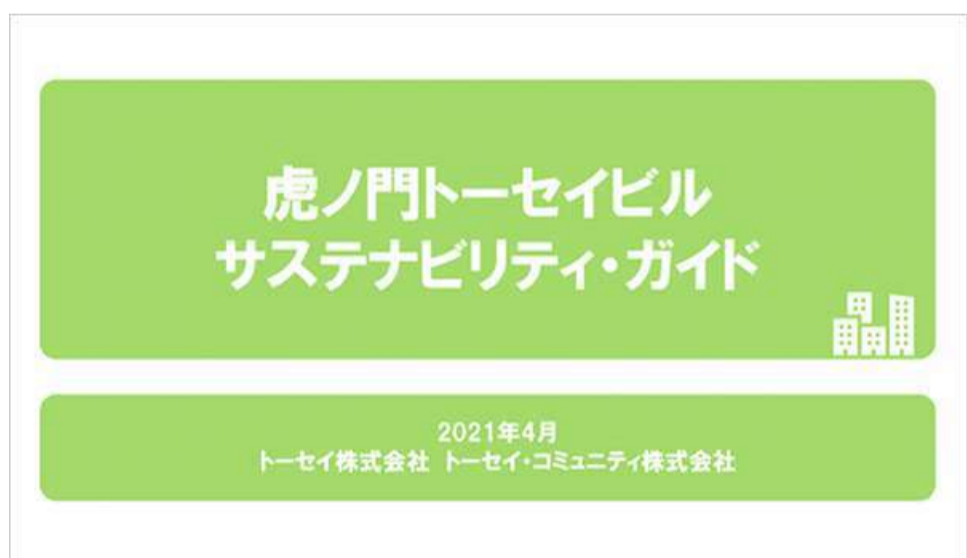 虎ノ門トーセイビル
サステナビリティ・ガイド
2021年4月
トーセイ株式会社 トーセイ・コミュニティ株式会社